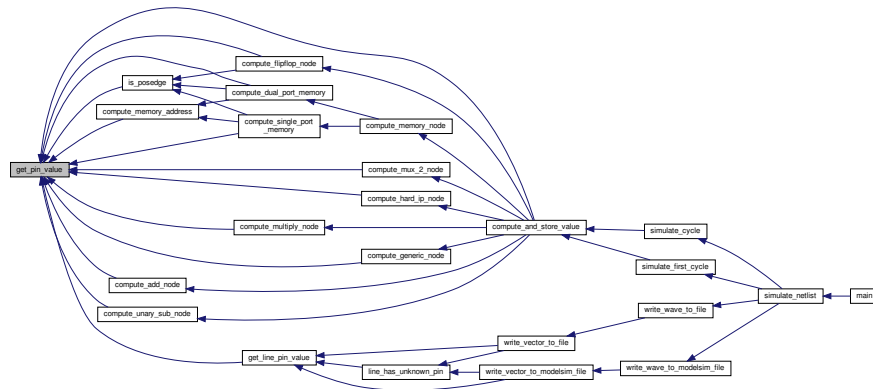 compute_flipflop_node
is_posedge
compute_dual_port_memory
compute_memory_address
compute_single_port
_memory
compute_memory_node
get_pin_value
compute_mux_2_node
compute_hard_ip_node
compute_multiply_node
compute_and_store_value
simulate_cycle
compute_generic_node
simulate_first_cycle
compute_add_node
simulate_netlist
main
compute_unary_sub_node
write_wave_to_file
write_vector_to_file
get_line_pin_value
line_has_unknown_pin
write_vector_to_modelsim_file
write_wave_to_modelsim_file